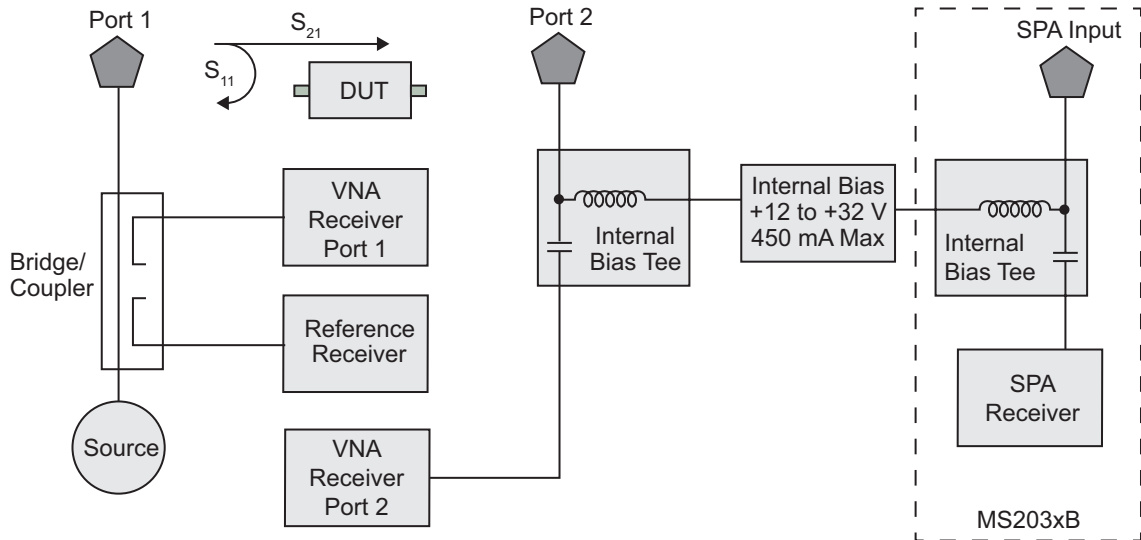 Port 1
S21
S11
DUT
Port 2
SPA Input
VNA
Receiver
Port 1
Internal Bias
+12 to +32 V
450 mA Max
Internal
Bias Tee
Internal
Bias Tee
Bridge/
Coupler
Reference
Receiver
SPA
Receiver
Source
VNA
Receiver
Port 2
MS203xB